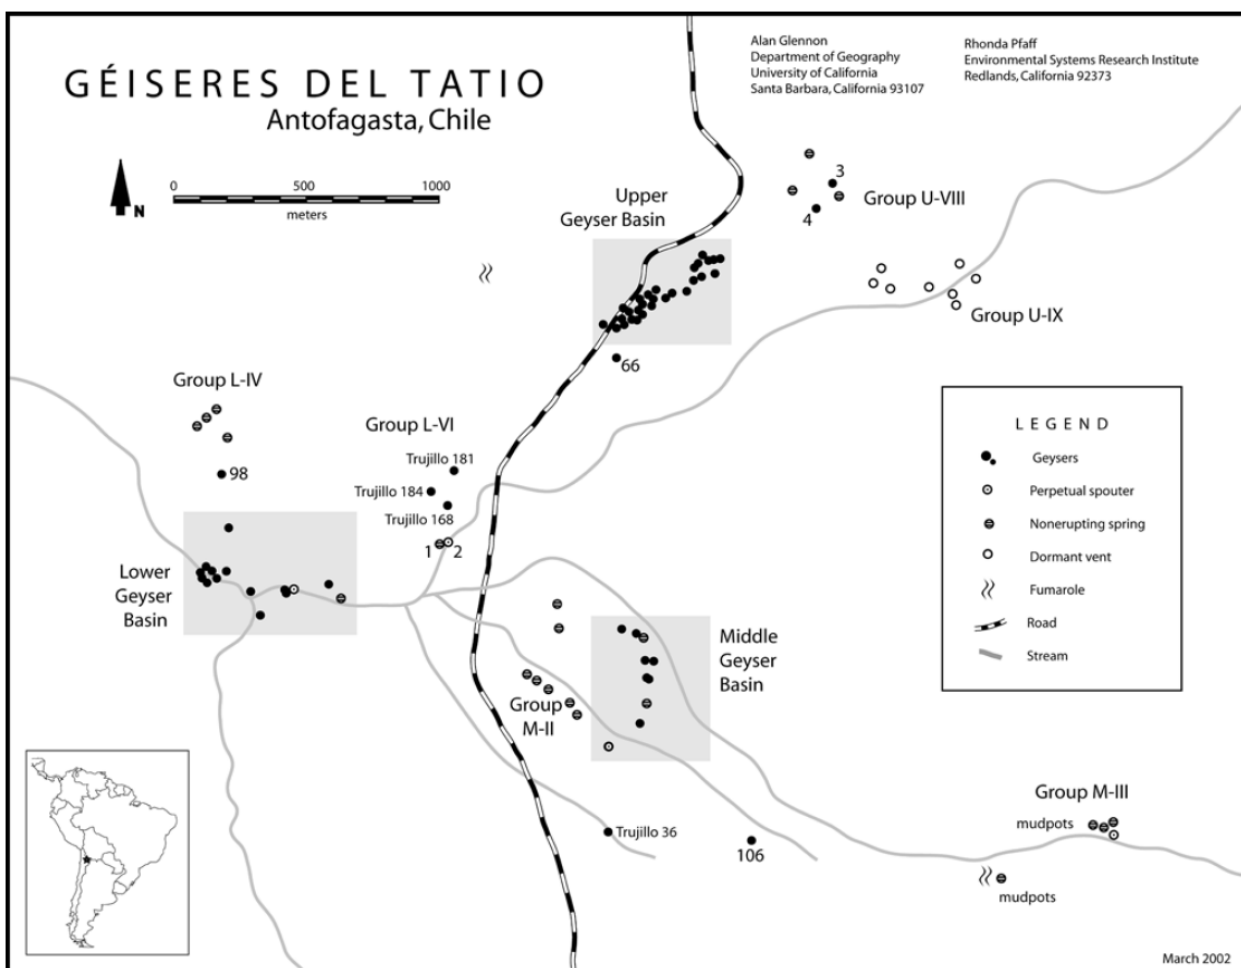 GÉISERES DEL TATIO
Antofagasta, Chile
Alan Glennon
Department of Geography
University of California
Santa Barbara, California 93107
Rhonda Pfaff
Environmental Systems Research Institute
Redlands, California 92373
N
0 500 1000
meters
Upper
Geyser Basin
3
Group U-VIII
4
Group U-IX
66
Group L-IV
98
Group L-VI
Trujillo 181
Trujillo 184
Trujillo 168
1 2
Lower
Geyser
Basin
Middle
Geyser
Basin
Group
M-II
Trujillo 36
106
Group M-III
mudpots
mudpots
LEGEND
Geysers
Perpetual spouter
Nonerupting spring
Dormant vent
Fumarole
Road
Stream
March 2002